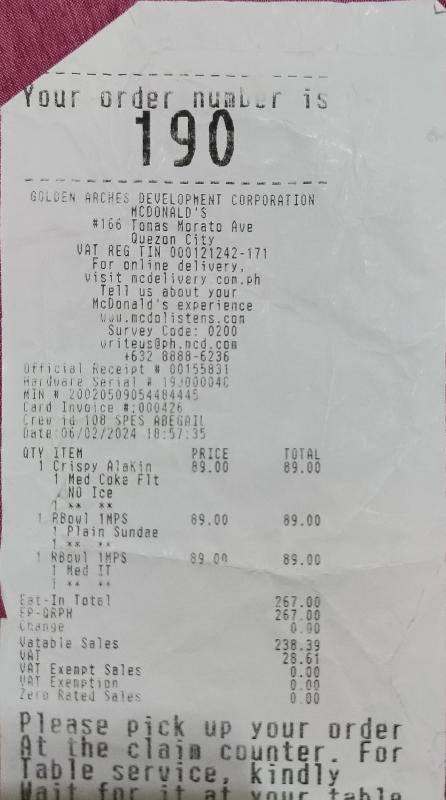 Your order number is
190
GOLDEN ARCHES DEVELOPMENT CORPORATION
MCDONALD'S
#166 Tomas Morato Ave
Quezon City
VAT REG TIN 000121242-171
For online delivery,
visit mcdelivery.com.ph
Tell us about your
McDonald's experience
www.mcdolistens.com
Survey Code: 0200
writeus@ph.mcd.com
+632 8888-6236
Official Receipt # 00155831
Hardware Serial # 19J00004C
MIN # 20020509054484445
Card Invoice #:000426
Crew id 108 SPES ABEGAIL
Date:06/02/2024 18:57:35
QTY ITEM PRICE TOTAL
1 Crispy AlaKin 89.00 89.00
1 Med Coke Flt
NO Ice
1 ** **
1 RBowl 1MPS 89.00 89.00
1 Plain Sundae
1 ** **
1 RBowl 1MPS 89.00 89.00
1 Med IT
1 ** **
Eat-In Total 267.00
EP-QRPH 267.00
Change 0.00
Vatable Sales 238.39
VAT 28.61
VAT Exempt Sales 0.00
VAT Exemption 0.00
Zero Rated Sales 0.00
Please pick up your order
At the claim counter. For
Table service, kindly
Wait for it at your table